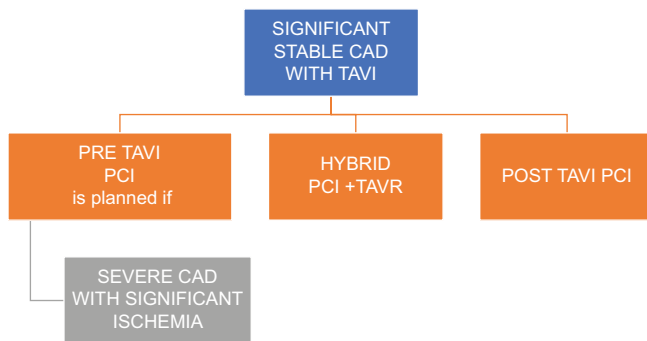 SIGNIFICANT
STABLE CAD
WITH TAVI
PRE TAVI
PCI
is planned if
HYBRID
PCI +TAVR
POST TAVI PCI
SEVERE CAD
WITH SIGNIFICANT
ISCHEMIA